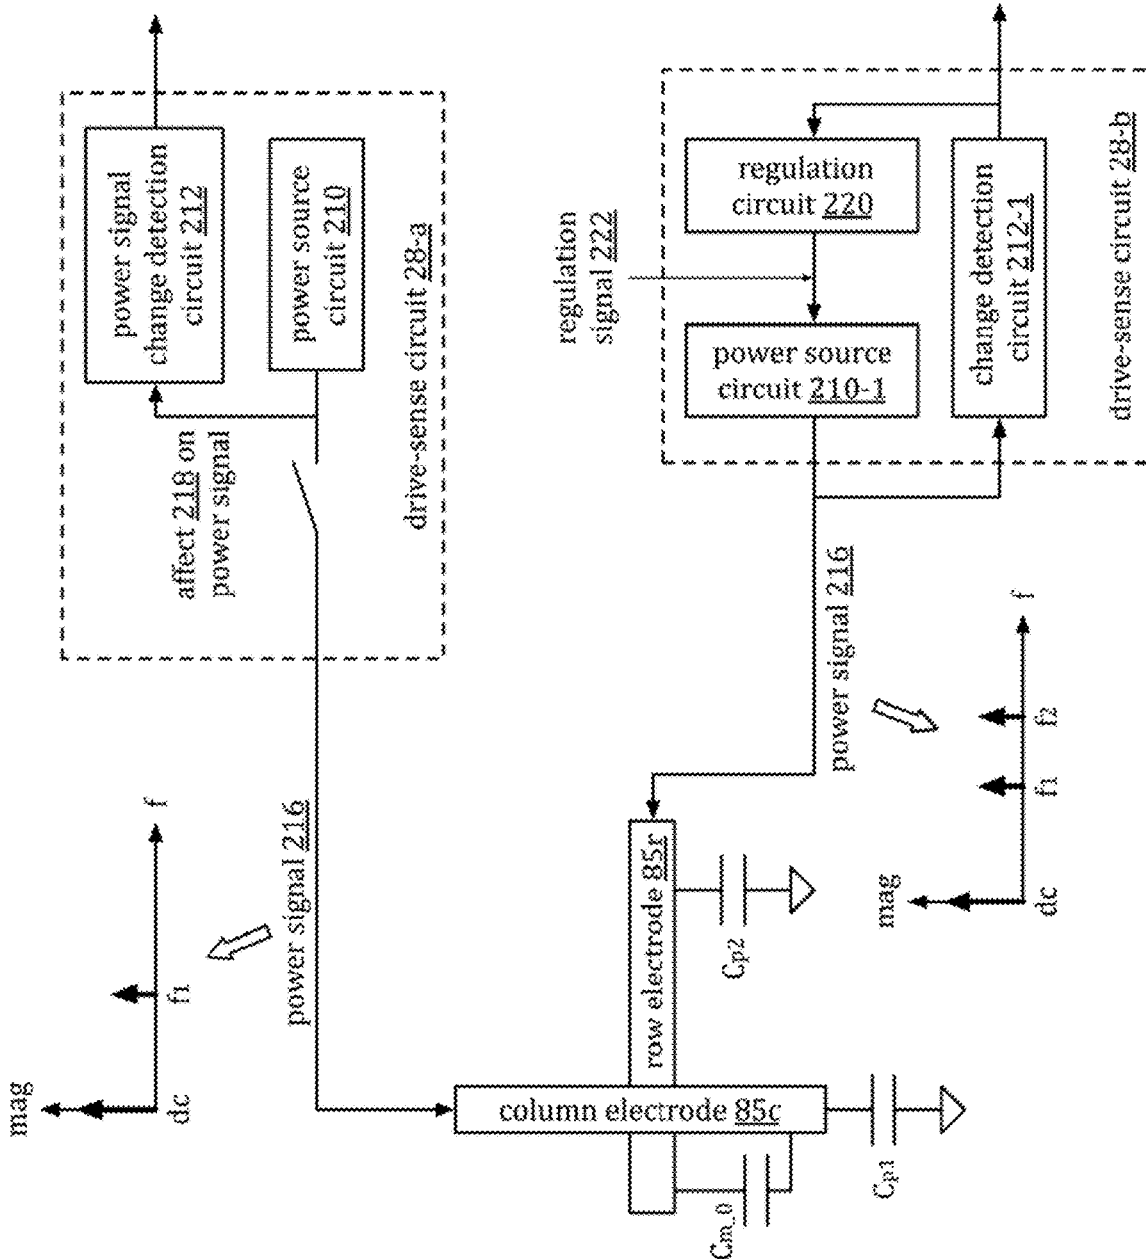 mag
dc
f1
f
power signal 216
affect 218 on
power signal
power signal
change detection
circuit 212
power source
circuit 210
drive-sense circuit 28-a
column electrode 85c
row electrode 85r
Cm_0
Cp1
Cp2
power signal 216
mag
dc
f1
f2
f
regulation
signal 222
regulation
circuit 220
power source
circuit 210-1
change detection
circuit 212-1
drive-sense circuit 28-b